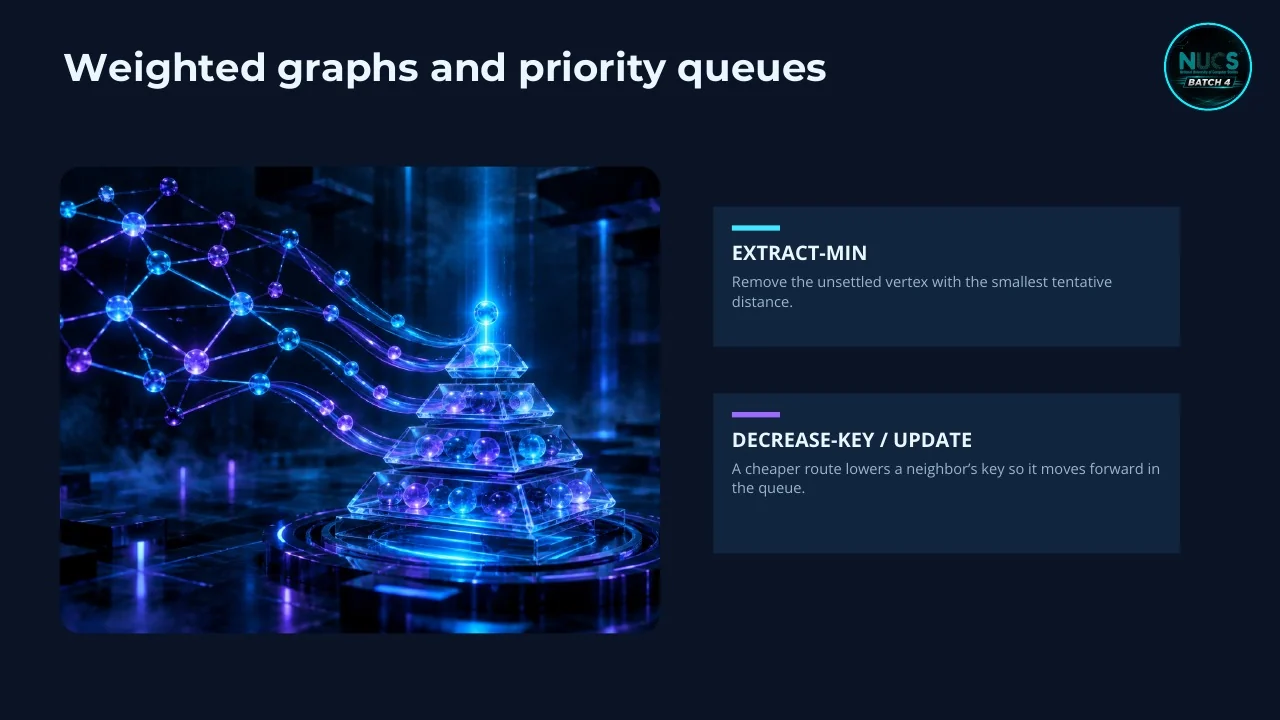 Weighted graphs and priority queues
NUCS
BATCH 4
EXTRACT-MIN
Remove the unsettled vertex with the smallest tentative
distance.
DECREASE-KEY / UPDATE
A cheaper route lowers a neighbor’s key so it moves forward in
the queue.